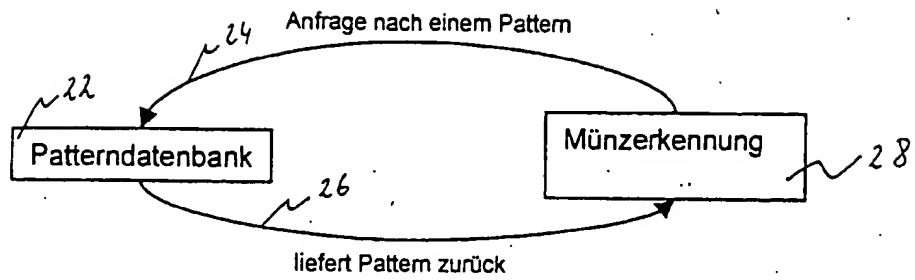 Anfrage nach einem Pattern
24
22
Patterndatenbank
Münzerkennung
28
26
liefert Pattern zurück